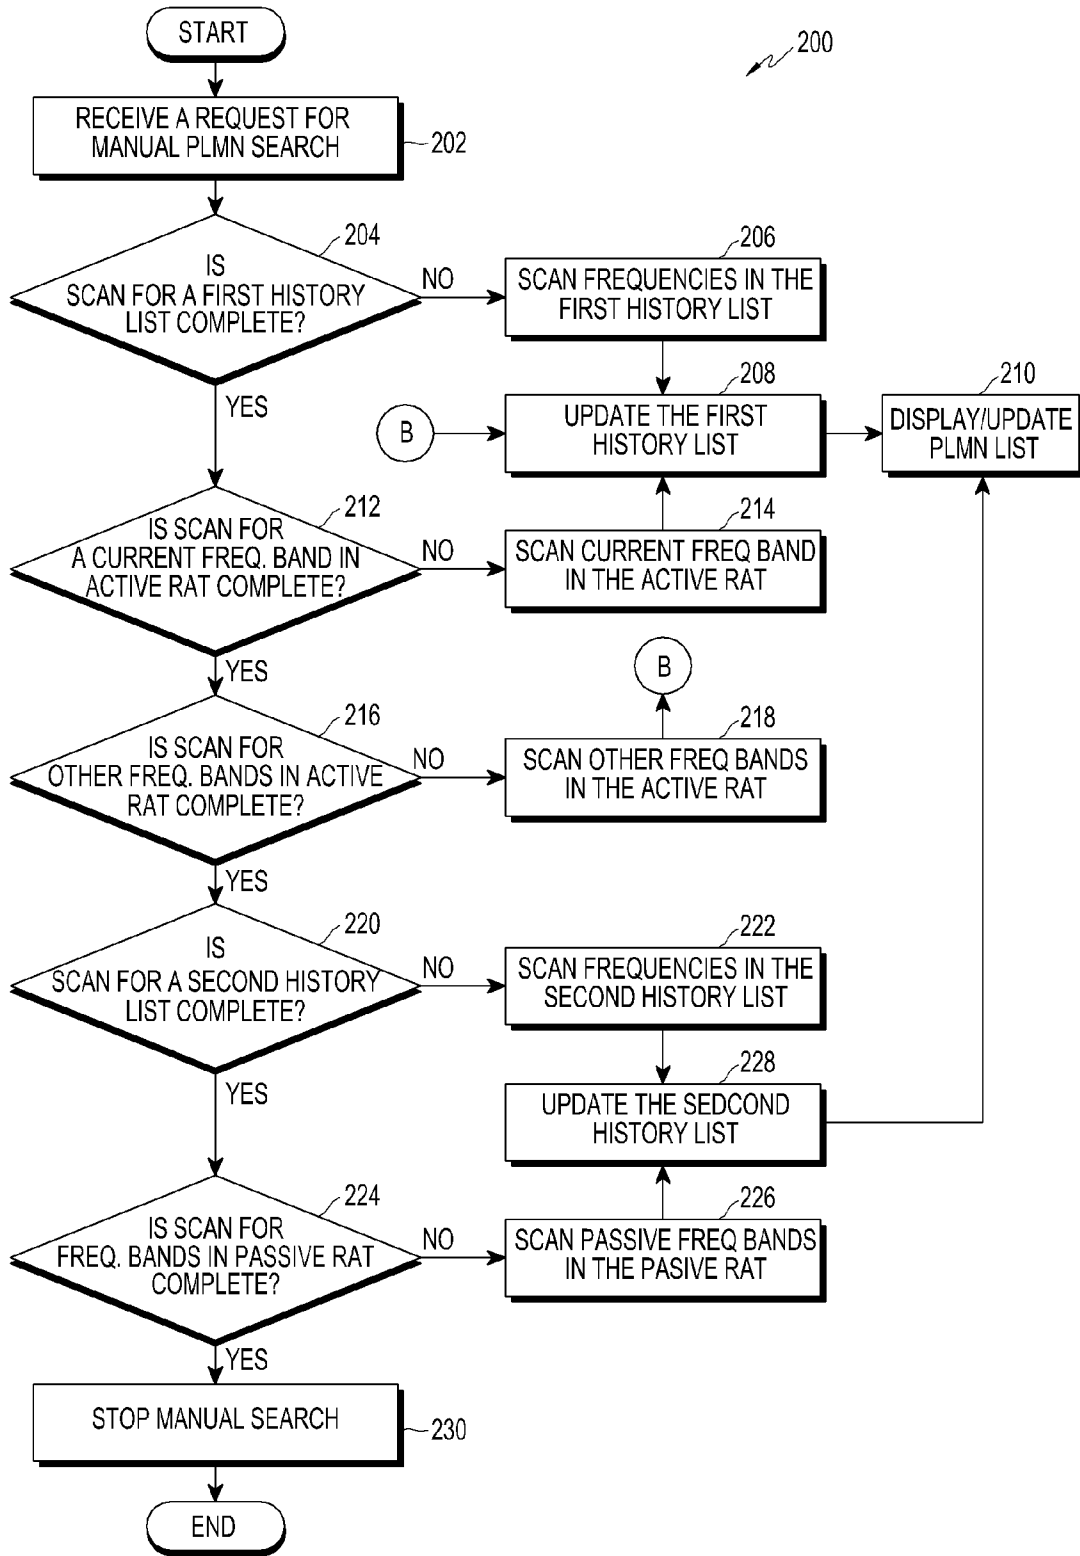 START
200
RECEIVE A REQUEST FOR
MANUAL PLMN SEARCH
202
204
IS
SCAN FOR A FIRST HISTORY
LIST COMPLETE?
NO
206
SCAN FREQUENCIES IN THE
FIRST HISTORY LIST
YES
B
208
UPDATE THE FIRST
HISTORY LIST
210
DISPLAY/UPDATE
PLMN LIST
212
IS SCAN FOR
A CURRENT FREQ. BAND IN
ACTIVE RAT COMPLETE?
NO
214
SCAN CURRENT FREQ BAND
IN THE ACTIVE RAT
YES
B
216
IS SCAN FOR
OTHER FREQ. BANDS IN ACTIVE
RAT COMPLETE?
NO
218
SCAN OTHER FREQ BANDS
IN THE ACTIVE RAT
YES
220
IS
SCAN FOR A SECOND HISTORY
LIST COMPLETE?
NO
222
SCAN FREQUENCIES IN THE
SECOND HISTORY LIST
YES
228
UPDATE THE SEDCOND
HISTORY LIST
224
IS SCAN FOR
FREQ. BANDS IN PASSIVE RAT
COMPLETE?
NO
226
SCAN PASSIVE FREQ BANDS
IN THE PASIVE RAT
YES
STOP MANUAL SEARCH
230
END